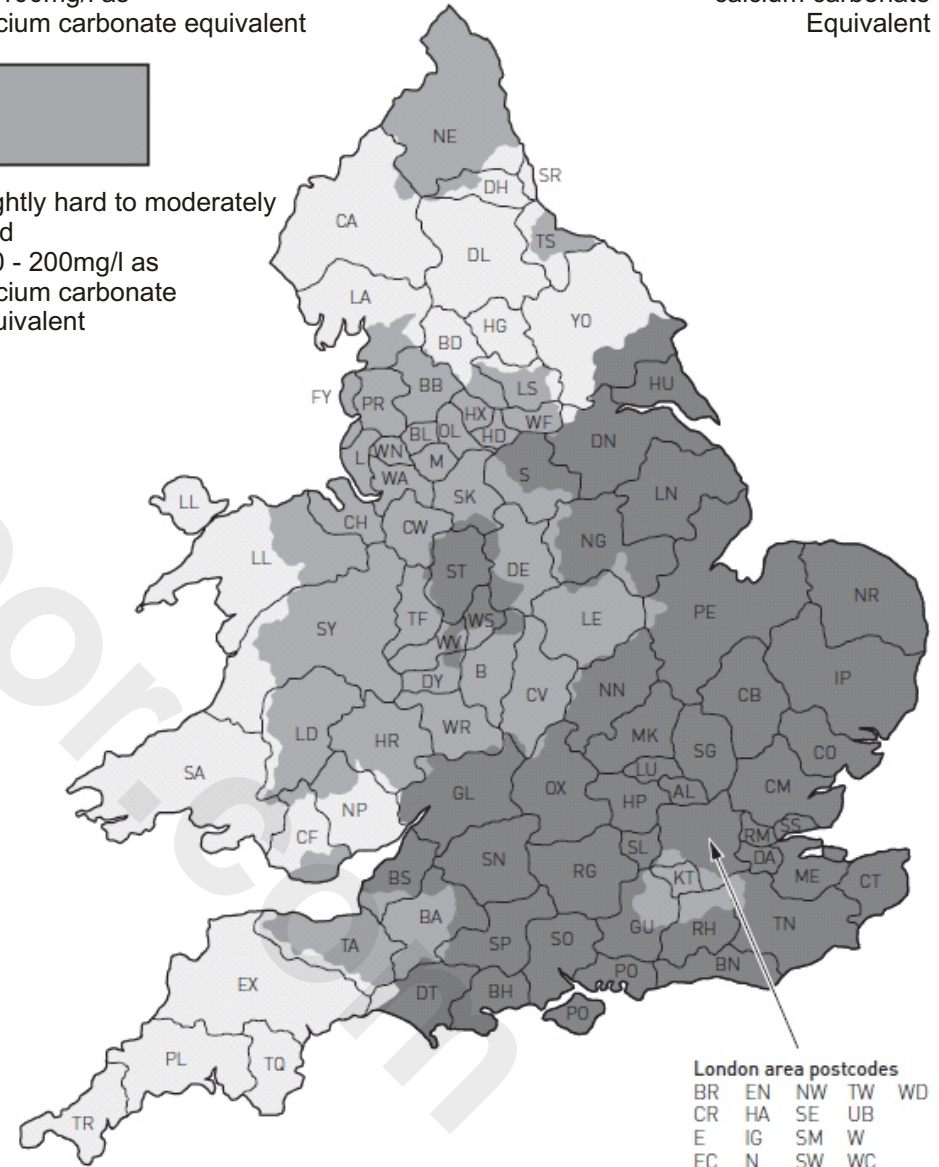 cium carbonate equivalent
Equivalent
ghtly hard to moderately
d
0 - 200mg/l as
cium carbonate
uivalent
NE
SR
DH
CA
TS
DL
LA
YO
HG
BD
HU
LS
BB
FY
PR
HX
WF
DN
BL
OL
HD
L
WN
M
S
WA
LN
SK
LL
CH
CW
NG
LL
ST
DE
NR
PE
WS
TF
LE
SY
WV
B
IP
DY
NN
CB
CV
WR
LD
HR
MK
SG
CO
SA
LU
CM
GL
OX
AL
HP
NP
SS
RM
CF
SL
DA
SN
RG
ME
BS
KT
CT
BA
TN
GU
RH
TA
SP
SO
BN
PO
EX
DT
BH
PO
PL
TQ
TR
London area postcodes
BR EN NW TW WD
CR HA SE UB
E IG SM W
EC N SW WC
or.com